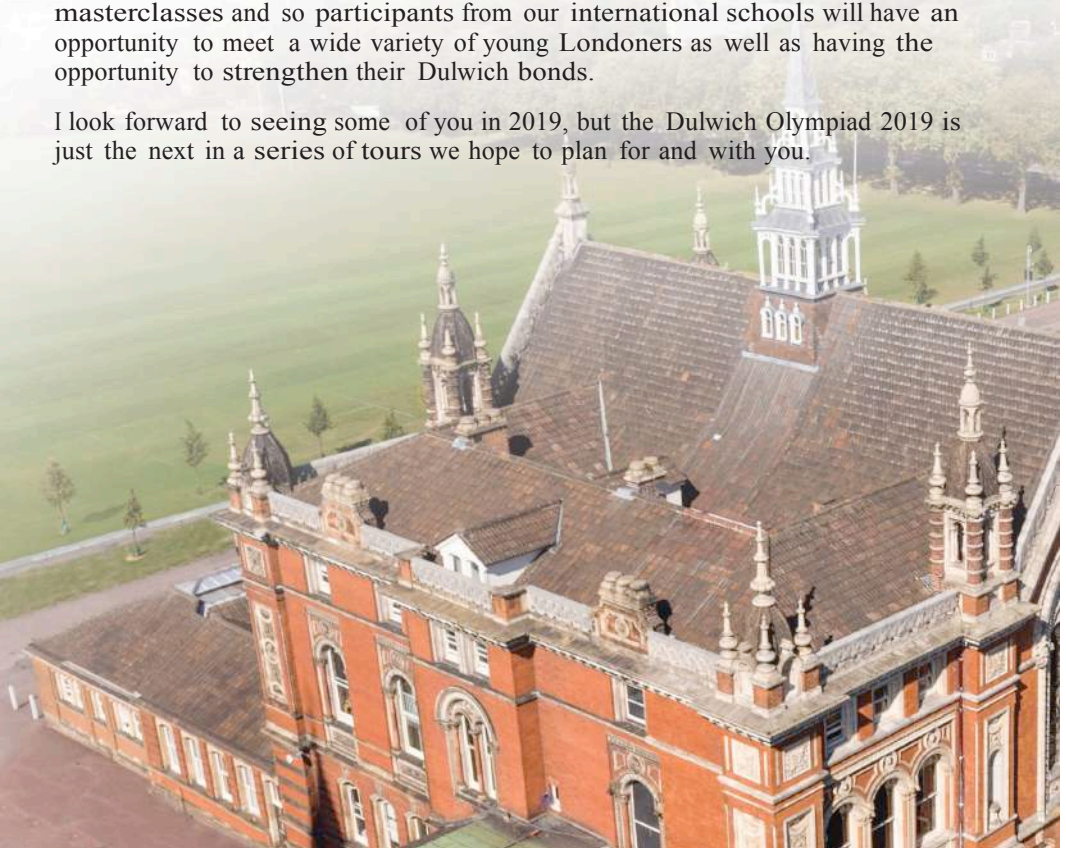 masterclasses and so participants from our international schools will have an
opportunity to meet a wide variety of young Londoners as well as having the
opportunity to strengthen their Dulwich bonds.
I look forward to seeing some of you in 2019, but the Dulwich Olympiad 2019 is
just the next in a series of tours we hope to plan for and with you.